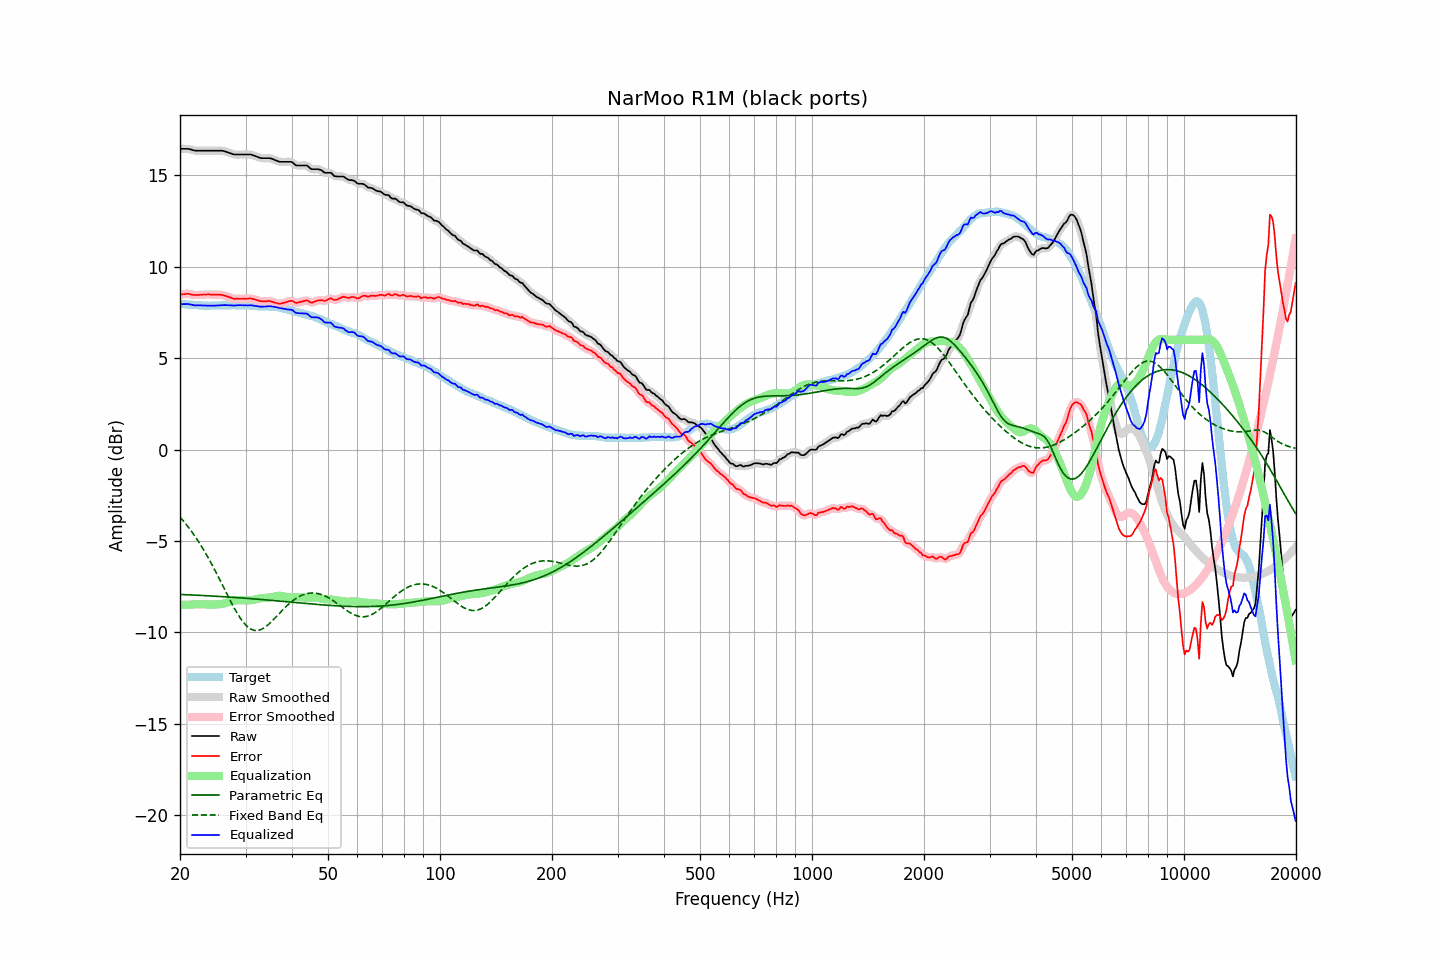 NarMoo R1M (black ports)
Amplitude (dBr)
15
10
5
0
−5
−10
−15
−20
Target
Raw Smoothed
Error Smoothed
Raw
Error
Equalization
Parametric Eq
Fixed Band Eq
Equalized
20 50 100 200 500 1000 2000 5000 10000 20000
Frequency (Hz)